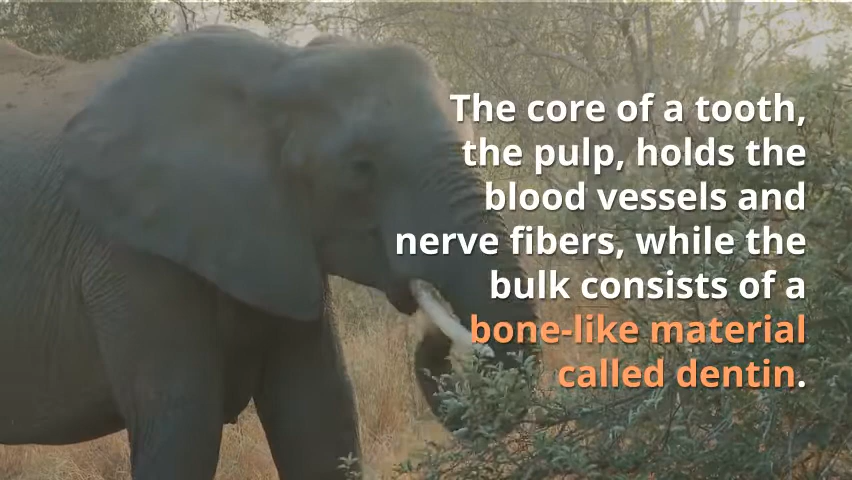 The core of a tooth,
the pulp, holds the
blood vessels and
nerve fibers, while the
bulk consists of a
bone-like material
called dentin.